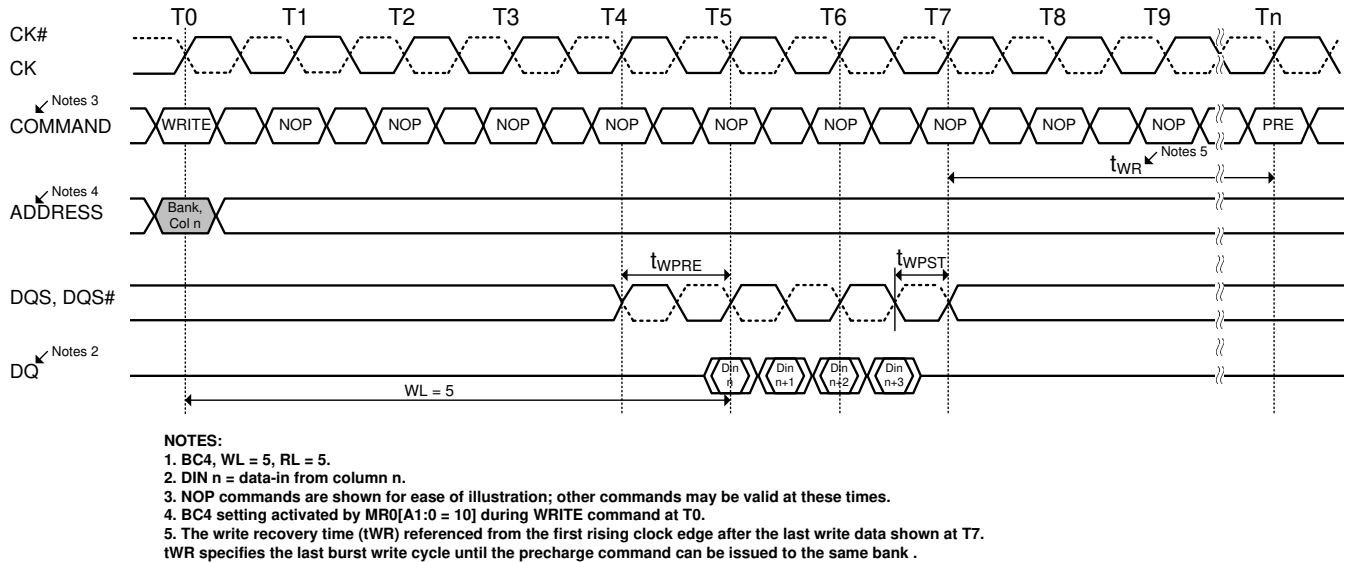 T0 T1 T2 T3 T4 T5 T6 T7 T8 T9 Tn
CK#
CK
Notes 3
COMMAND WRITE NOP NOP NOP NOP NOP NOP NOP NOP NOP PRE
tWR Notes 5
Notes 4
ADDRESS
Bank,
Col n
tWPRE tWPST
DQS, DQS#
Notes 2
DQ
Din Din Din Din
n n+1 n+2 n+3
WL = 5
NOTES:
1. BC4, WL = 5, RL = 5.
2. DIN n = data-in from column n.
3. NOP commands are shown for ease of illustration; other commands may be valid at these times.
4. BC4 setting activated by MR0[A1:0 = 10] during WRITE command at T0.
5. The write recovery time (tWR) referenced from the first rising clock edge after the last write data shown at T7.
tWR specifies the last burst write cycle until the precharge command can be issued to the same bank .